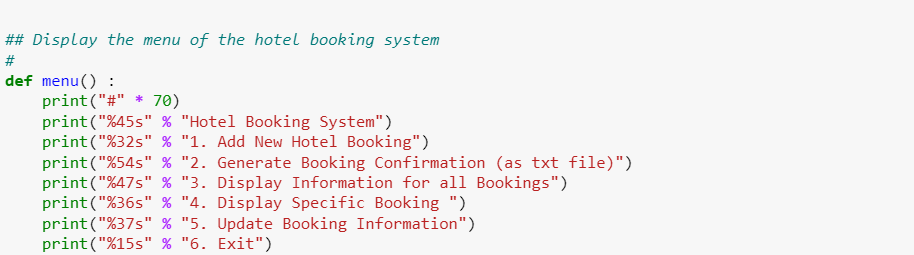 ## Display the menu of the hotel booking system
#
def menu() :
    print("#" * 70)
    print("%45s" % "Hotel Booking System")
    print("%32s" % "1. Add New Hotel Booking")
    print("%54s" % "2. Generate Booking Confirmation (as txt file)")
    print("%47s" % "3. Display Information for all Bookings")
    print("%36s" % "4. Display Specific Booking ")
    print("%37s" % "5. Update Booking Information")
    print("%15s" % "6. Exit")